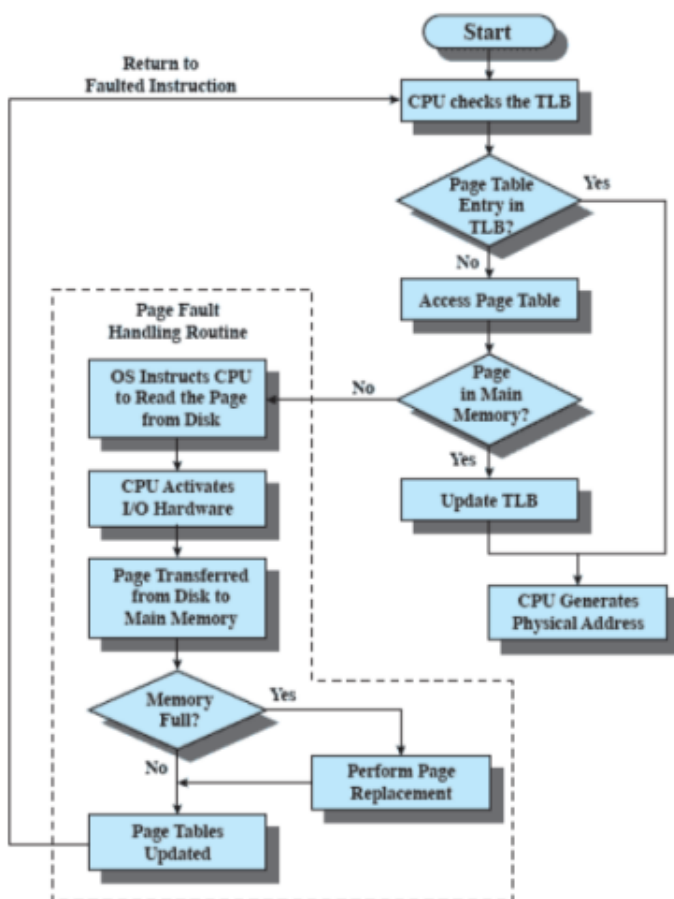 Start
Return to
Faulted Instruction
CPU checks the TLB
Page Table
Entry in
TLB?
Yes
No
Access Page Table
Page Fault
Handling Routine
Page
in Main
Memory?
No
OS Instructs CPU
to Read the Page
from Disk
Yes
Update TLB
CPU Activates
I/O Hardware
Page Transferred
from Disk to
Main Memory
CPU Generates
Physical Address
Memory
Full?
Yes
No
Perform Page
Replacement
Page Tables
Updated